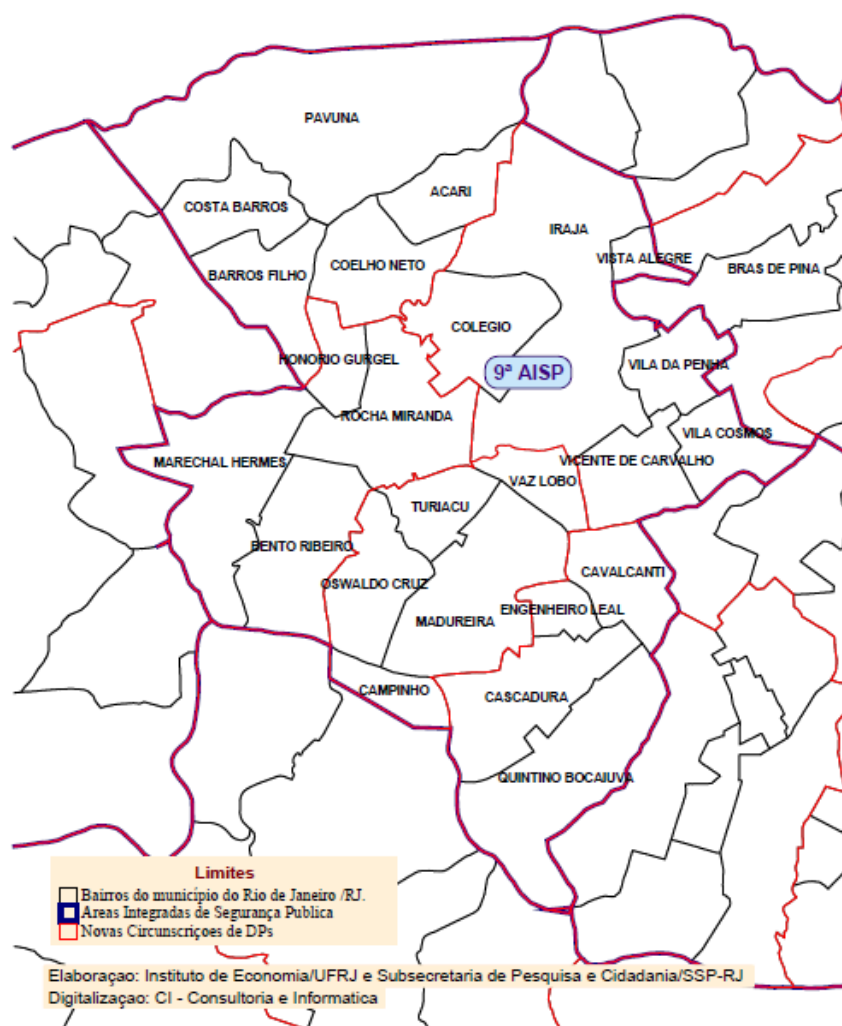 PAVUNA
ACARI
COSTA BARROS
IRAJA
VISTA ALEGRE
COELHO NETO
BRAS DE PINA
BARROS FILHO
COLEGIO
HONORIO GURGEL
VILA DA PENHA
9ª AISP
ROCHA MIRANDA
VILA COSMOS
MARECHAL HERMES
VICENTE DE CARVALHO
VAZ LOBO
TURIACU
BENTO RIBEIRO
CAVALCANTI
OSWALDO CRUZ
ENGENHEIRO LEAL
MADUREIRA
CAMPINHO
CASCADURA
QUINTINO BOCAIUVA
Limites
Bairros do município do Rio de Janeiro /RJ.
Areas Integradas de Segurança Publica
Novas Circunscriçoes de DPs
Elaboraçao: Instituto de Economia/UFRJ e Subsecretaria de Pesquisa e Cidadania/SSP-RJ
Digitalizaçao: CI - Consultoria e Informatica